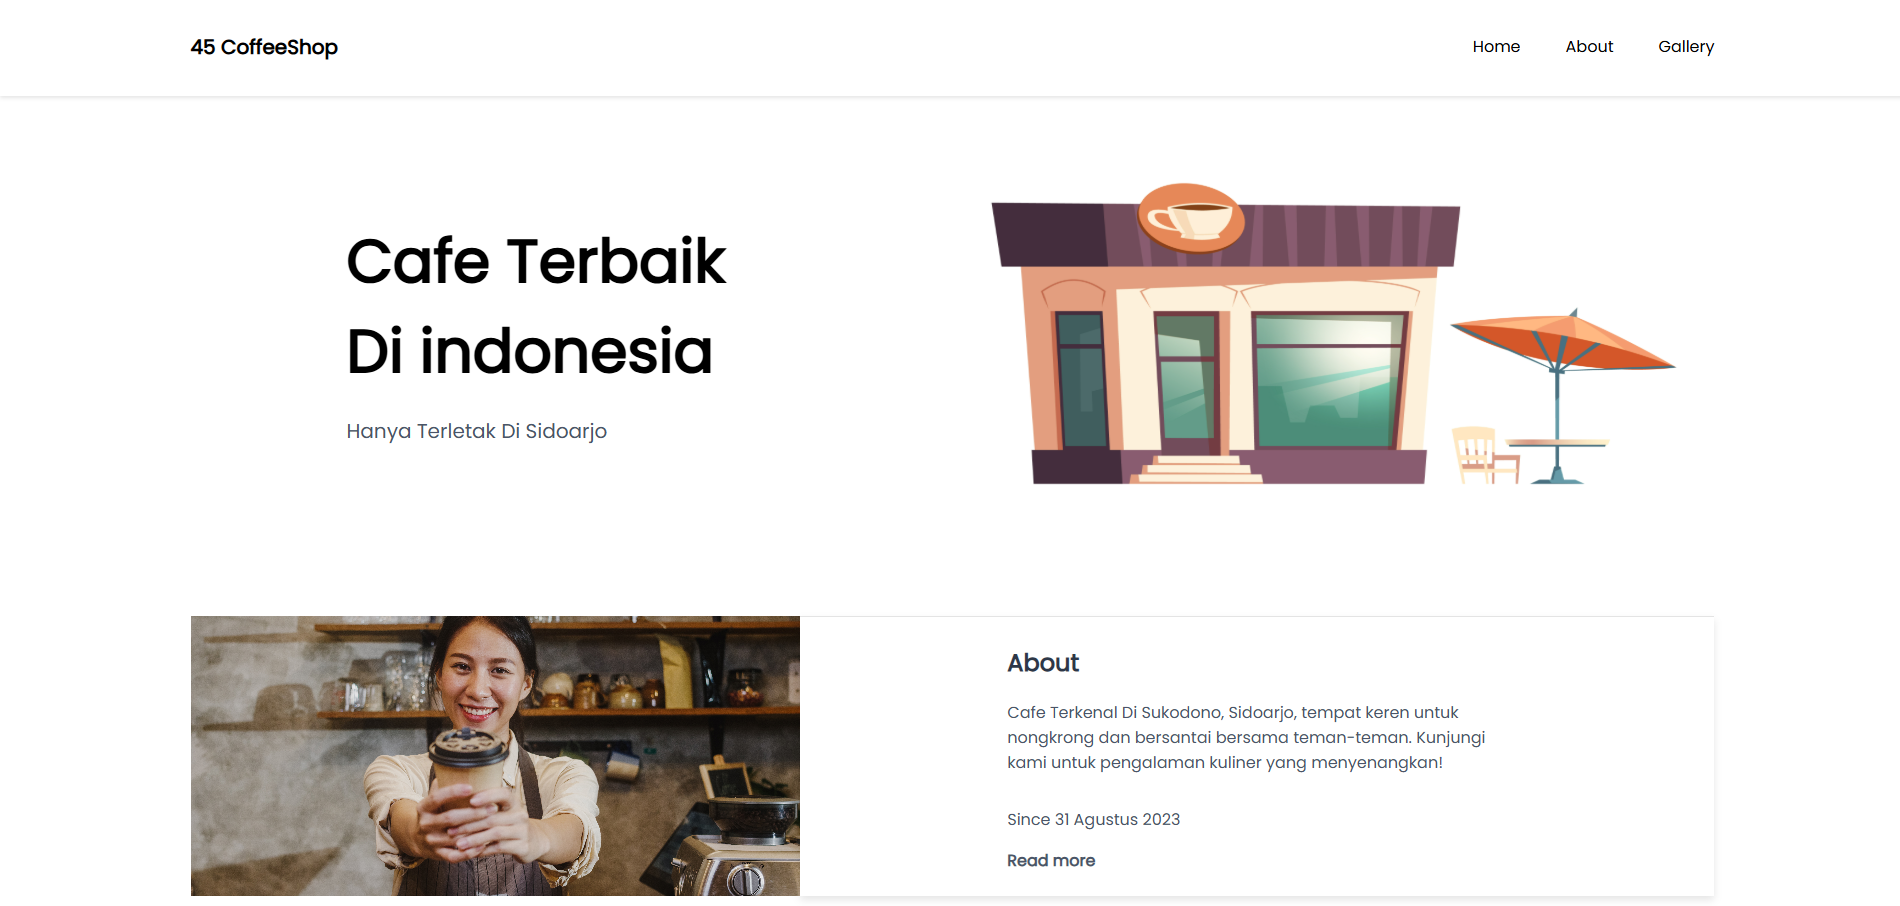 45 CoffeeShop
Home
About
Gallery
Cafe Terbaik
Di indonesia
Hanya Terletak Di Sidoarjo
About
Cafe Terkenal Di Sukodono, Sidoarjo, tempat keren untuk
nongkrong dan bersantai bersama teman-teman. Kunjungi
kami untuk pengalaman kuliner yang menyenangkan!
Since 31 Agustus 2023
Read more